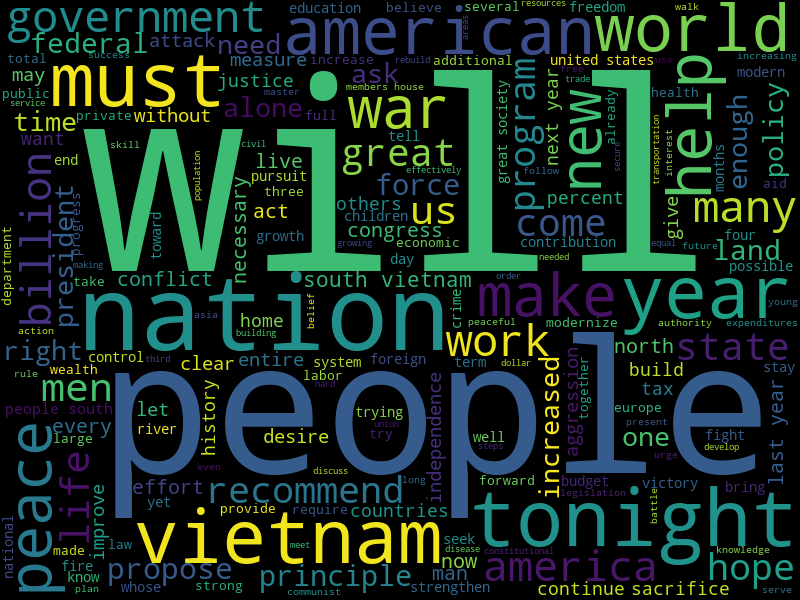 government
education
believe
several
resources
freedom
walk
american
world
federal
attack
need
measure
increase
additional
united states
areas
increasing
total
success
must
ask
members house
free
trade
use
may
public
service
justice
master
full
war
program
next year
new
already
modern
health
help
policy
private
without
alone
time
will
tell
great society
want
skill
civil
live
great
effectively
follow
secure
transportation
interest
months
enough
end
population
pursuit
three
necessary
force
percent
aid
billion
president
progress
others
children
us
come
give
many
act
congress
contribution
four
toward
growth
economic
equal
future
land
department
making
day
growing
needed
possible
take
conflict
south vietnam
order
young
nation
home
belief
asia
building
crime
peaceful
make
year
action
modernize
authority
expenditures
right
control
third
clear
entire
system
foreign
term
dollar
work
north
state
rule
wealth
labor
hard
people
build
stay
men
people south
let
history
trying
independence
increased
aggression
together
tax
europe
last year
every
river
desire
try
union
well
steps
one
present
fight
large
even
discuss
urge
develop
peace
life
improve
yet
effort
recommend
long
forward
budget
legislation
victory
bring
national
provide
require
countries
tonight
battle
law
vietnam
meet
seek
disease
constitutional
knowledge
made
fire
know
plan
propose
whose
strong
principle
communist
man
now
strengthen
america
continue
sacrifice
hope
serve